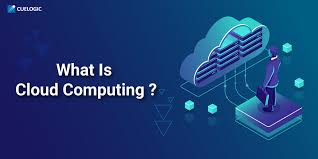 CUELOGIC
What Is
Cloud Computing ?